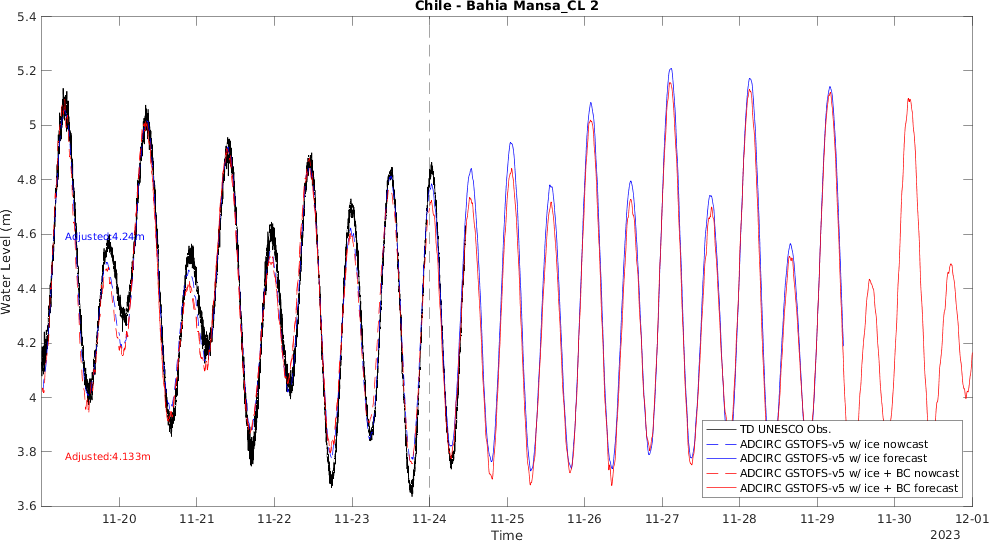 Chile - Bahia Mansa_CL 2
5.4
5.2
5
4.8
4.6
4.4
4.2
4
3.8
3.6
Water Level (m)
Adjusted:4.24m
Adjusted:4.133m
TD UNESCO Obs.
ADCIRC GSTOFS-v5 w/ ice nowcast
ADCIRC GSTOFS-v5 w/ ice forecast
ADCIRC GSTOFS-v5 w/ ice + BC nowcast
ADCIRC GSTOFS-v5 w/ ice + BC forecast
11-20 11-21 11-22 11-23 11-24 11-25 11-26 11-27 11-28 11-29 11-30 12-01
Time
2023